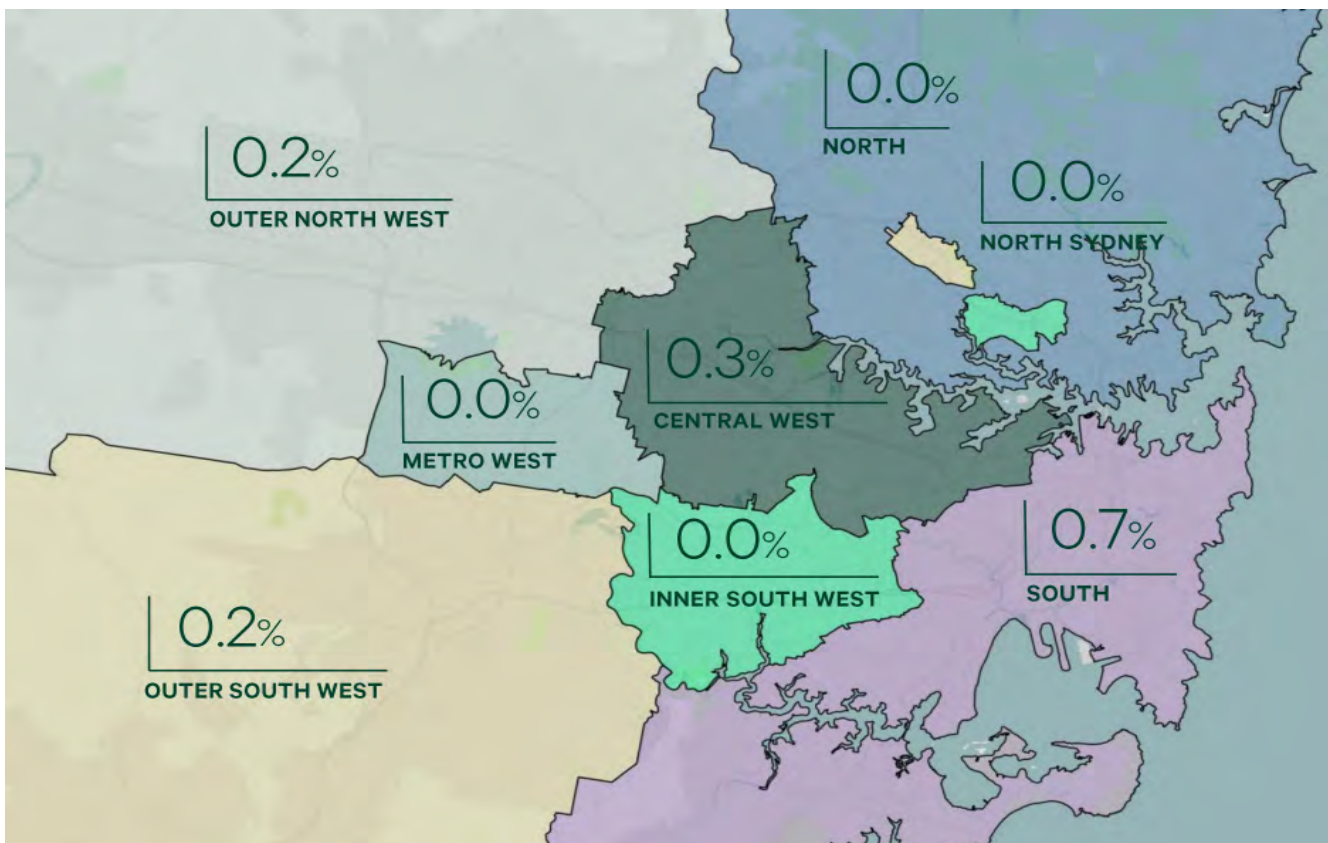 0.0%
NORTH
0.2%
OUTER NORTH WEST
0.0%
NORTH SYDNEY
0.3%
CENTRAL WEST
0.0%
METRO WEST
0.0%
INNER SOUTH WEST
0.7%
SOUTH
0.2%
OUTER SOUTH WEST